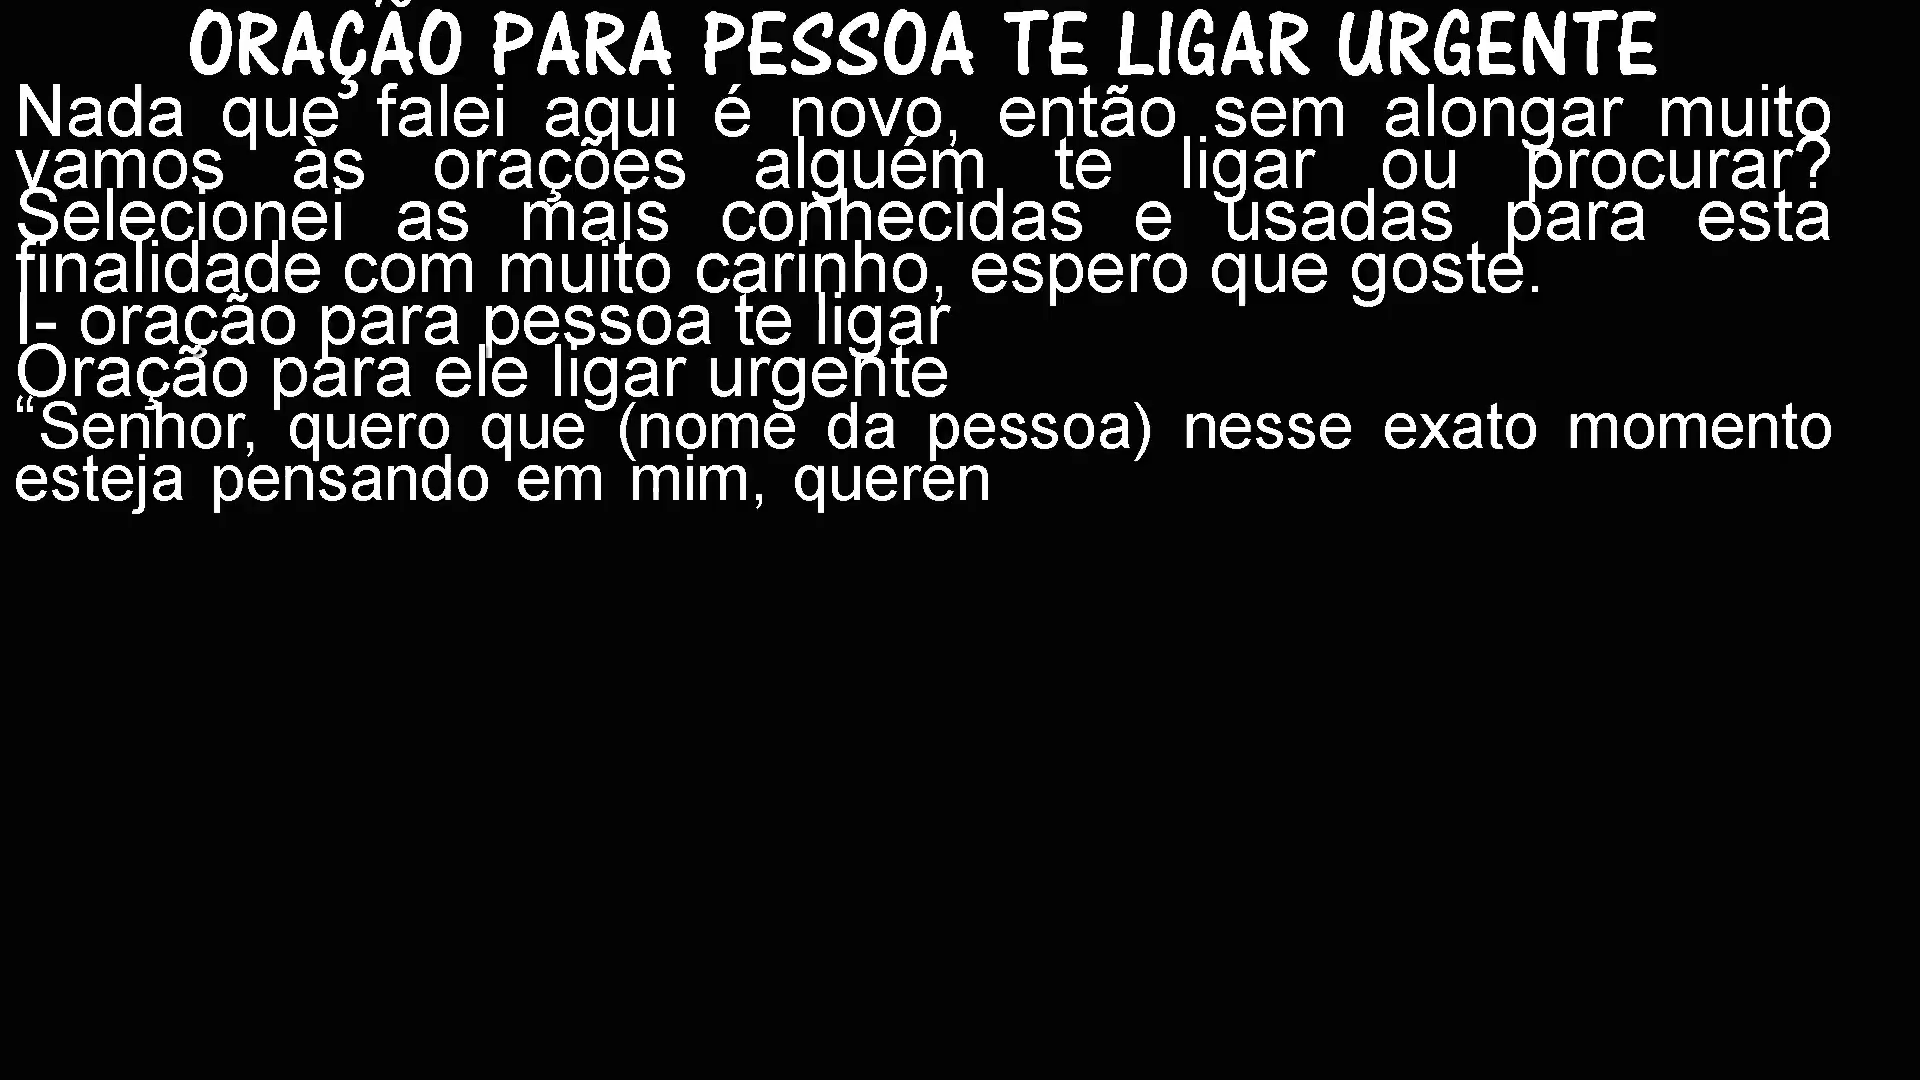 ORAÇÃO PARA PESSOA TE LIGAR URGENTE
Nada que falei aqui é novo, então sem alongar muito
vamos às orações alguém te ligar ou procurar?
Selecionei as mais conhecidas e usadas para esta
finalidade com muito carinho, espero que goste.
I- oração para pessoa te ligar
Oração para ele ligar urgente
“Senhor, quero que (nome da pessoa) nesse exato momento
esteja pensando em mim, queren